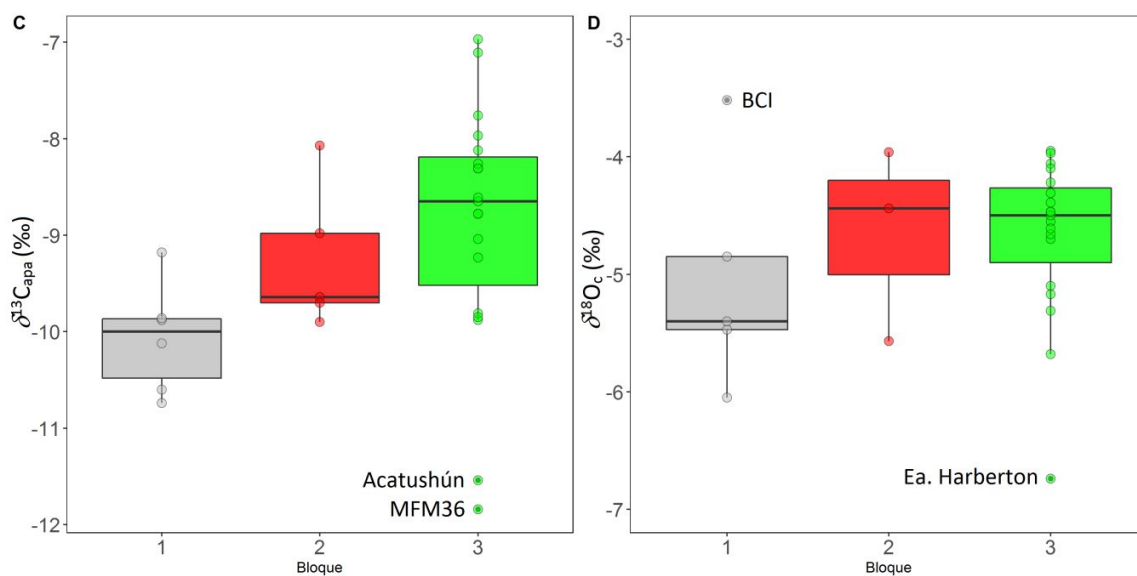 C
-7
-8
-9
-10
-11
-12
δ¹³Cₐₚₐ (‰)
Acatushún
MFM36
1 2 3
Bloque
D
-3
-4
-5
-6
-7
δ¹⁸O꜀ (‰)
BCI
Ea. Harberton
1 2 3
Bloque